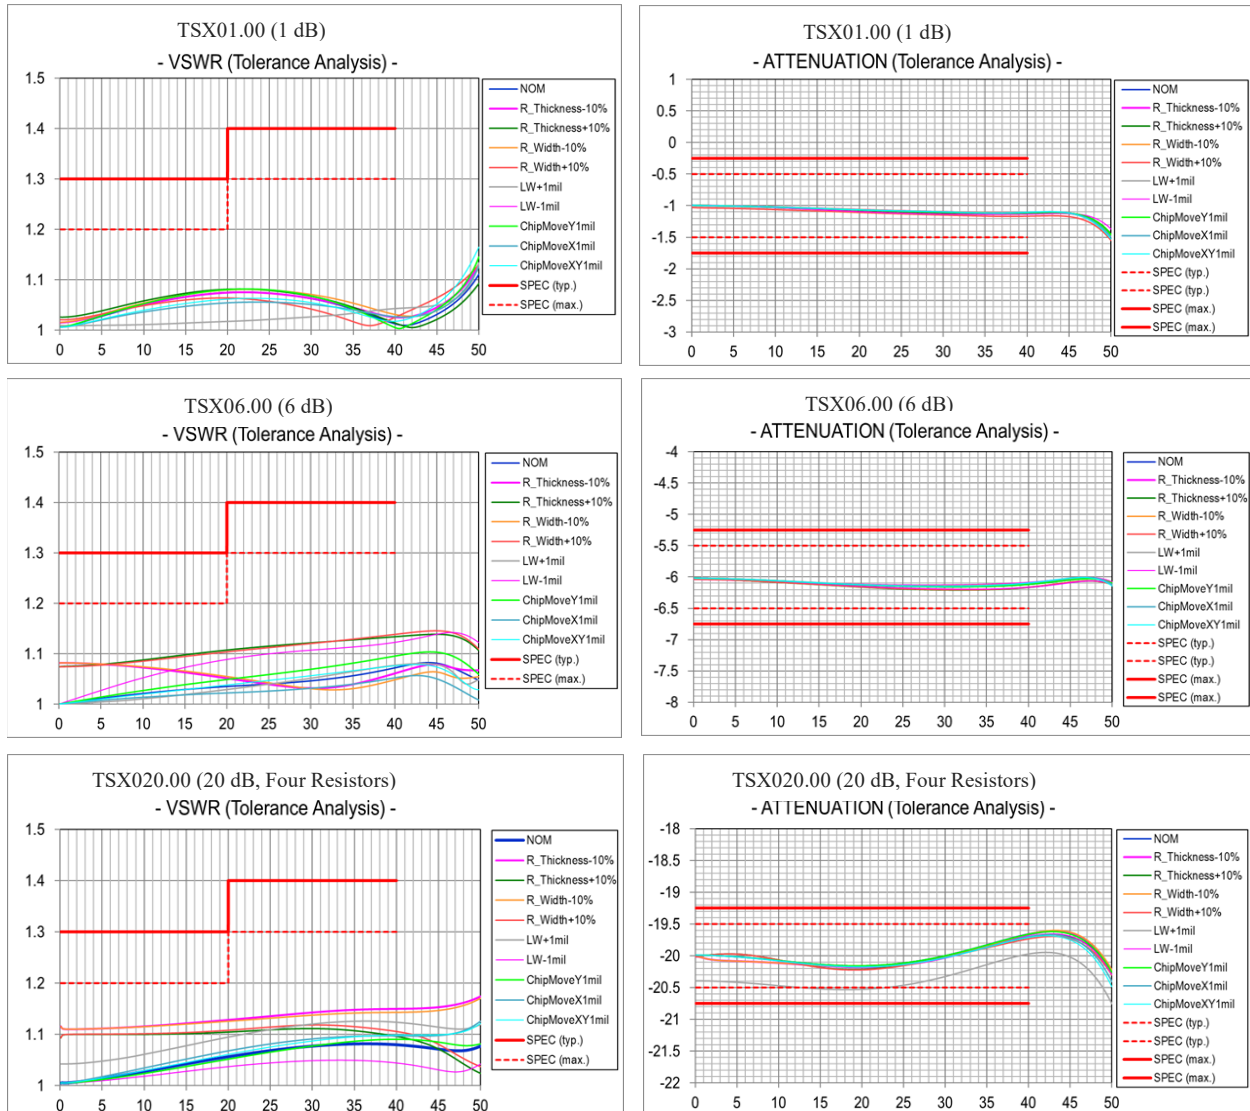 TSX01.00 (1 dB)
- VSWR (Tolerance Analysis) -
1.5
1.4
1.3
1.2
1.1
1
0 5 10 15 20 25 30 35 40 45 50
NOM
R_Thickness-10%
R_Thickness+10%
R_Width-10%
R_Width+10%
LW+1mil
LW-1mil
ChipMoveY1mil
ChipMoveX1mil
ChipMoveXY1mil
SPEC (typ.)
SPEC (max.)
TSX01.00 (1 dB)
- ATTENUATION (Tolerance Analysis) -
1
0.5
0
-0.5
-1
-1.5
-2
-2.5
-3
0 5 10 15 20 25 30 35 40 45 50
NOM
R_Thickness-10%
R_Thickness+10%
R_Width-10%
R_Width+10%
LW+1mil
LW-1mil
ChipMoveY1mil
ChipMoveX1mil
ChipMoveXY1mil
SPEC (typ.)
SPEC (typ.)
SPEC (max.)
SPEC (max.)
TSX06.00 (6 dB)
- VSWR (Tolerance Analysis) -
1.5
1.4
1.3
1.2
1.1
1
0 5 10 15 20 25 30 35 40 45 50
NOM
R_Thickness-10%
R_Thickness+10%
R_Width-10%
R_Width+10%
LW+1mil
LW-1mil
ChipMoveY1mil
ChipMoveX1mil
ChipMoveXY1mil
SPEC (typ.)
SPEC (max.)
TSX06.00 (6 dB)
- ATTENUATION (Tolerance Analysis) -
-4
-4.5
-5
-5.5
-6
-6.5
-7
-7.5
-8
0 5 10 15 20 25 30 35 40 45 50
NOM
R_Thickness-10%
R_Thickness+10%
R_Width-10%
R_Width+10%
LW+1mil
LW-1mil
ChipMoveY1mil
ChipMoveX1mil
ChipMoveXY1mil
SPEC (typ.)
SPEC (typ.)
SPEC (max.)
SPEC (max.)
TSX020.00 (20 dB, Four Resistors)
- VSWR (Tolerance Analysis) -
1.5
1.4
1.3
1.2
1.1
1
0 5 10 15 20 25 30 35 40 45 50
NOM
R_Thickness-10%
R_Thickness+10%
R_Width-10%
R_Width+10%
LW+1mil
LW-1mil
ChipMoveY1mil
ChipMoveX1mil
ChipMoveXY1mil
SPEC (typ.)
SPEC (max.)
TSX020.00 (20 dB, Four Resistors)
- ATTENUATION (Tolerance Analysis) -
-18
-18.5
-19
-19.5
-20
-20.5
-21
-21.5
-22
0 5 10 15 20 25 30 35 40 45 50
NOM
R_Thickness-10%
R_Thickness+10%
R_Width-10%
R_Width+10%
LW+1mil
LW-1mil
ChipMoveY1mil
ChipMoveX1mil
ChipMoveXY1mil
SPEC (typ.)
SPEC (typ.)
SPEC (max.)
SPEC (max.)